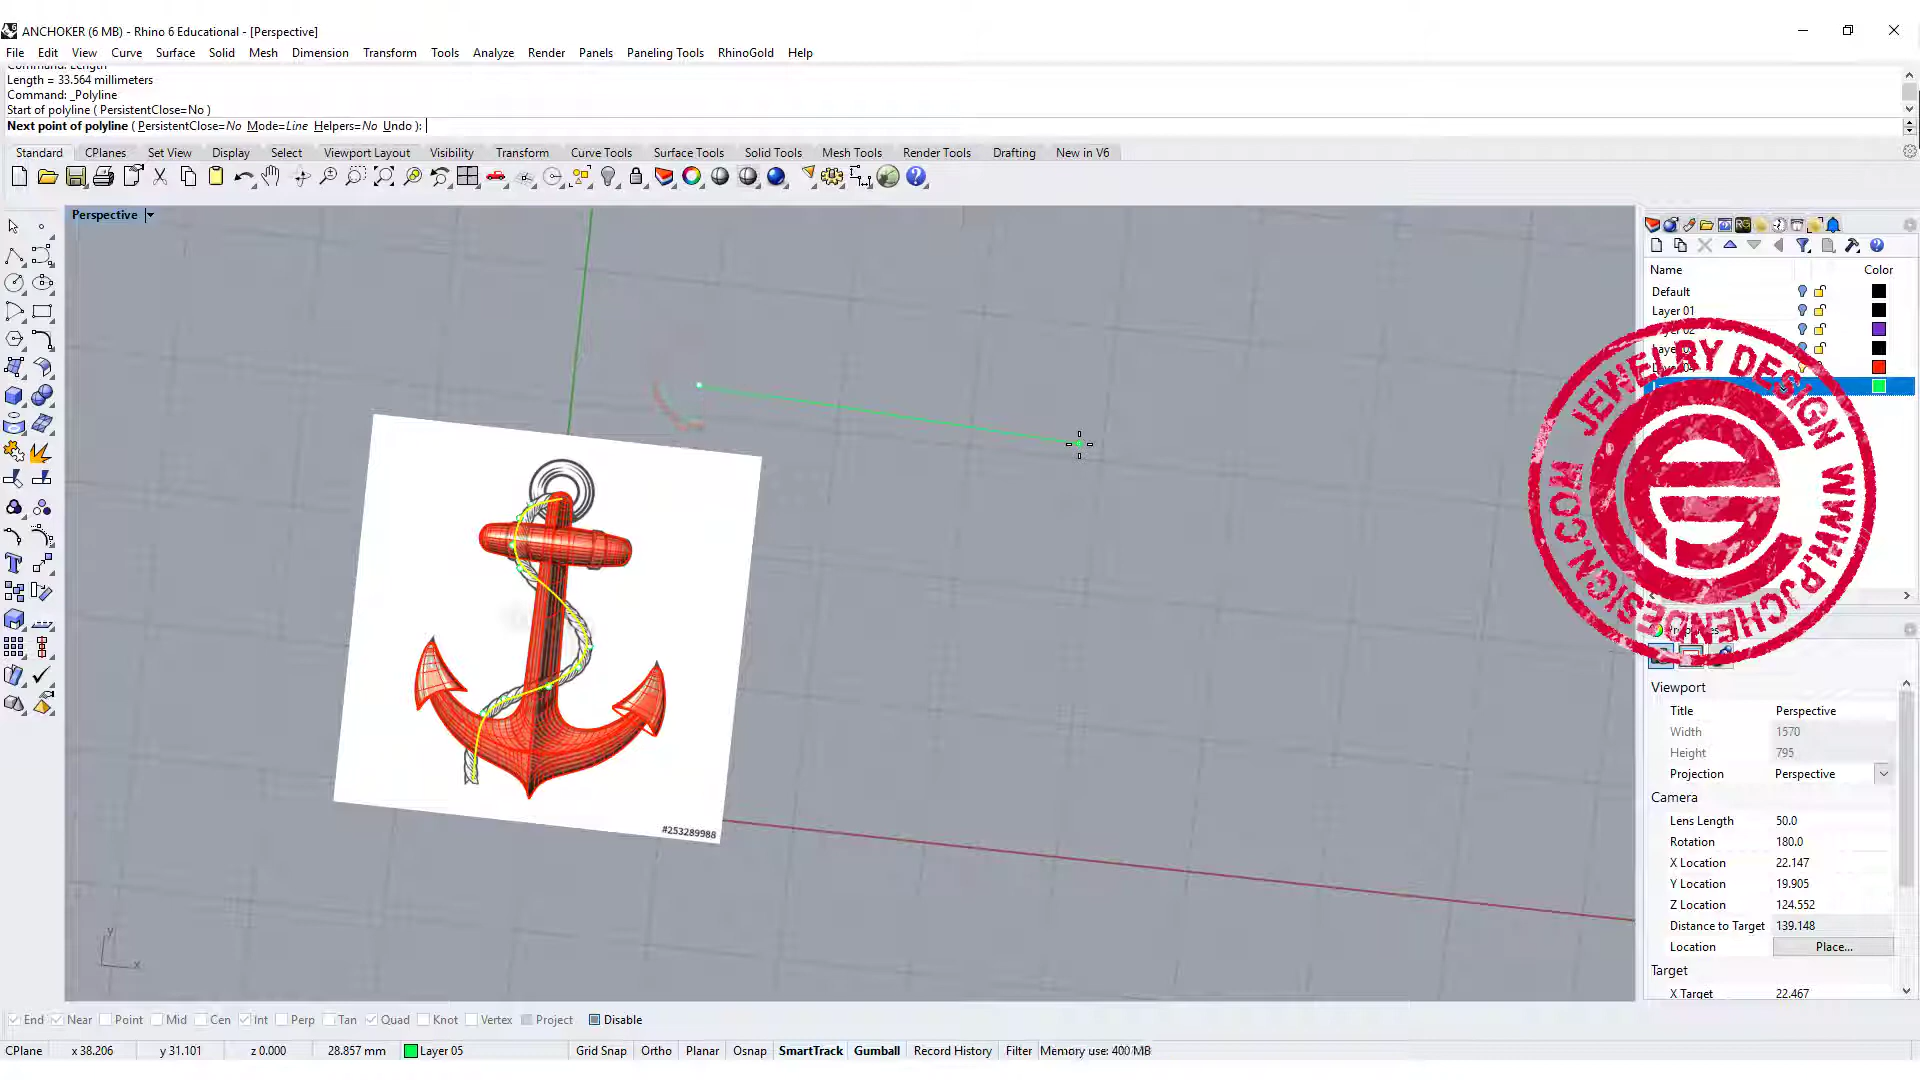 ANCHOKER (6 MB) - Rhino 6 Educational - [Perspective]
File Edit View Curve Surface Solid Mesh Dimension Transform Tools Analyze Render Panels Paneling Tools RhinoGold Help
Command: Length
Length = 33.564 millimeters
Command: _Polyline
Start of polyline ( PersistentClose=No )
Next point of polyline ( PersistentClose=No Mode=Line Helpers=No Undo ):
Standard CPlanes Set View Display Select Viewport Layout Visibility Transform Curve Tools Surface Tools Solid Tools Mesh Tools Render Tools Drafting New in V6
Perspective
RG
Name Color
Default
Layer 01
Layer 02
JEWELRY DESIGN
WWW.PJCHENDESIGN.COM
#253289988
Viewport
Title Perspective
Width 1570
Height 795
Projection Perspective
Camera
Lens Length 50.0
Rotation 180.0
X Location 22.147
Y Location 19.905
Z Location 124.552
Distance to Target 139.148
Location Place...
Target
X Target 22.467
y
x
End Near Point Mid Cen Int Perp Tan Quad Knot Vertex Project Disable
CPlane x 38.206 y 31.101 z 0.000 28.857 mm Layer 05 Grid Snap Ortho Planar Osnap SmartTrack Gumball Record History Filter Memory use: 400 MB